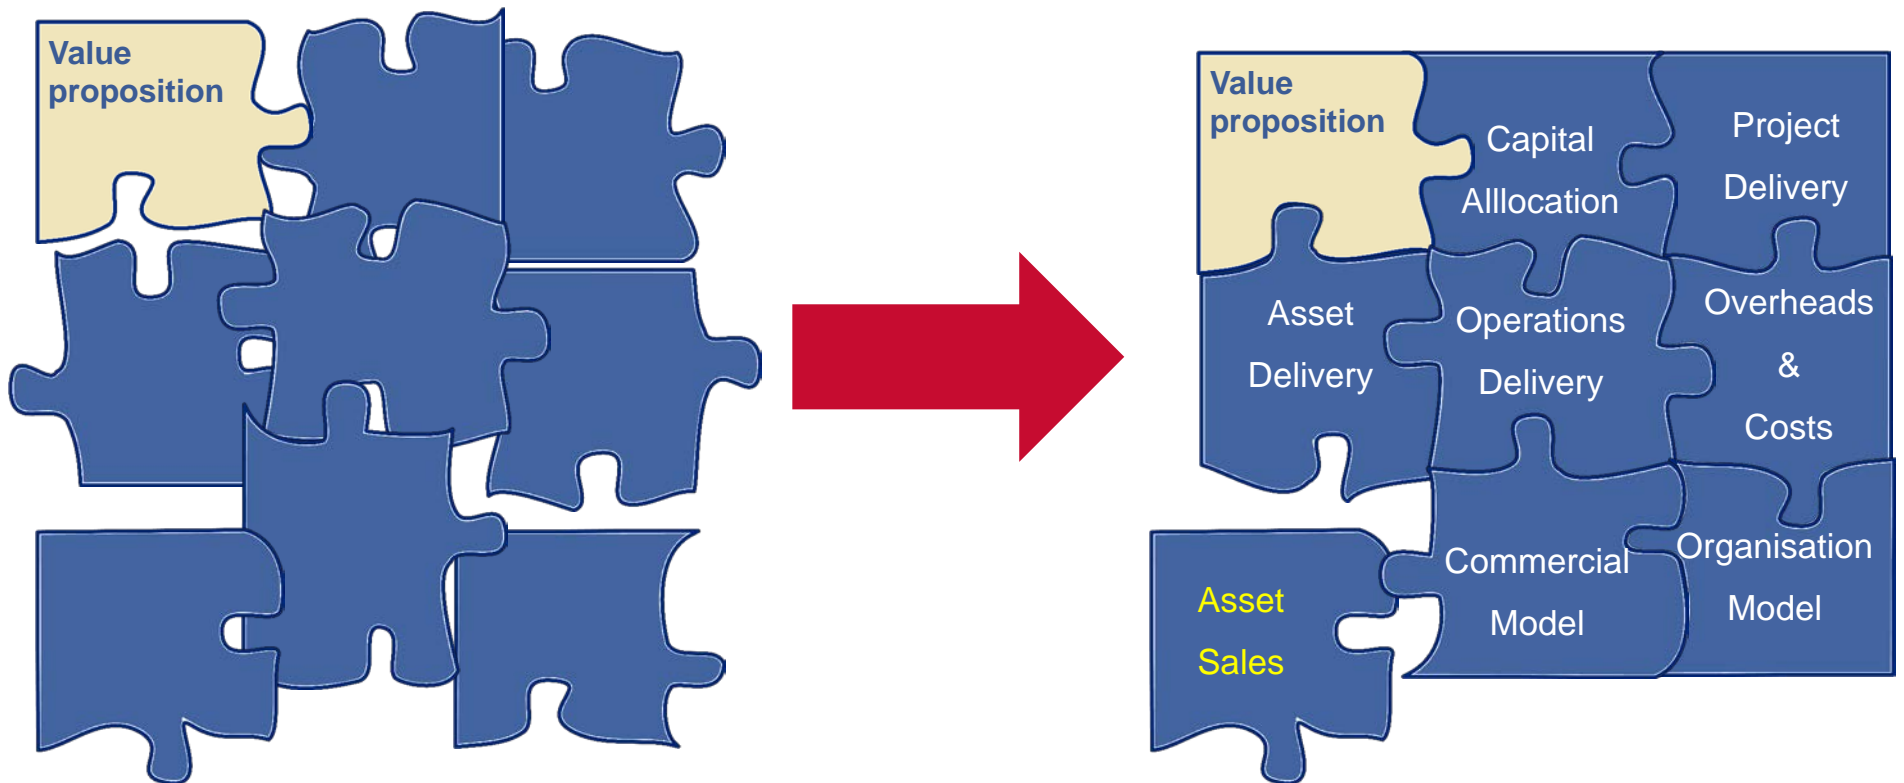 Value
proposition
Value
proposition
Capital
Alllocation
Project
Delivery
Asset
Delivery
Operations
Delivery
Overheads
&
Costs
Asset
Sales
Commercial
Model
Organisation
Model